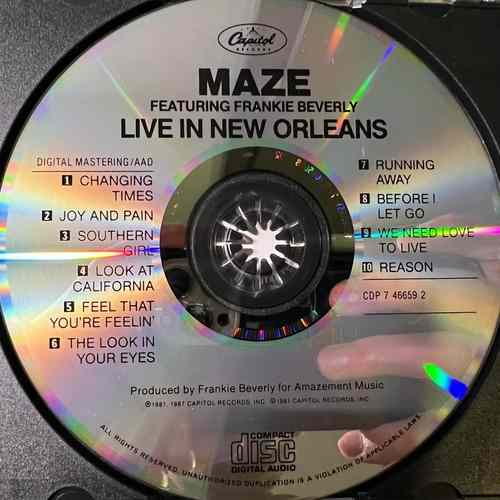 Capitol
RECORDS
MAZE
FEATURING FRANKIE BEVERLY
LIVE IN NEW ORLEANS
DIGITAL MASTERING/AAD
1 CHANGING
TIMES
2 JOY AND PAIN
3 SOUTHERN
GIRL
4 LOOK AT
CALIFORNIA
5 FEEL THAT
YOU'RE FEELIN'
6 THE LOOK IN
YOUR EYES
7 RUNNING
AWAY
8 BEFORE I
LET GO
9 WE NEED LOVE
TO LIVE
10 REASON
CDP 7 46659 2
Produced by Frankie Beverly for Amazement Music
℗1981, 1987 CAPITOL RECORDS, INC. ©1981 CAPITOL RECORDS, INC.
COMPACT
disc
DIGITAL AUDIO
ALL RIGHTS RESERVED. UNAUTHORIZED DUPLICATION IS A VIOLATION OF APPLICABLE LAWS.